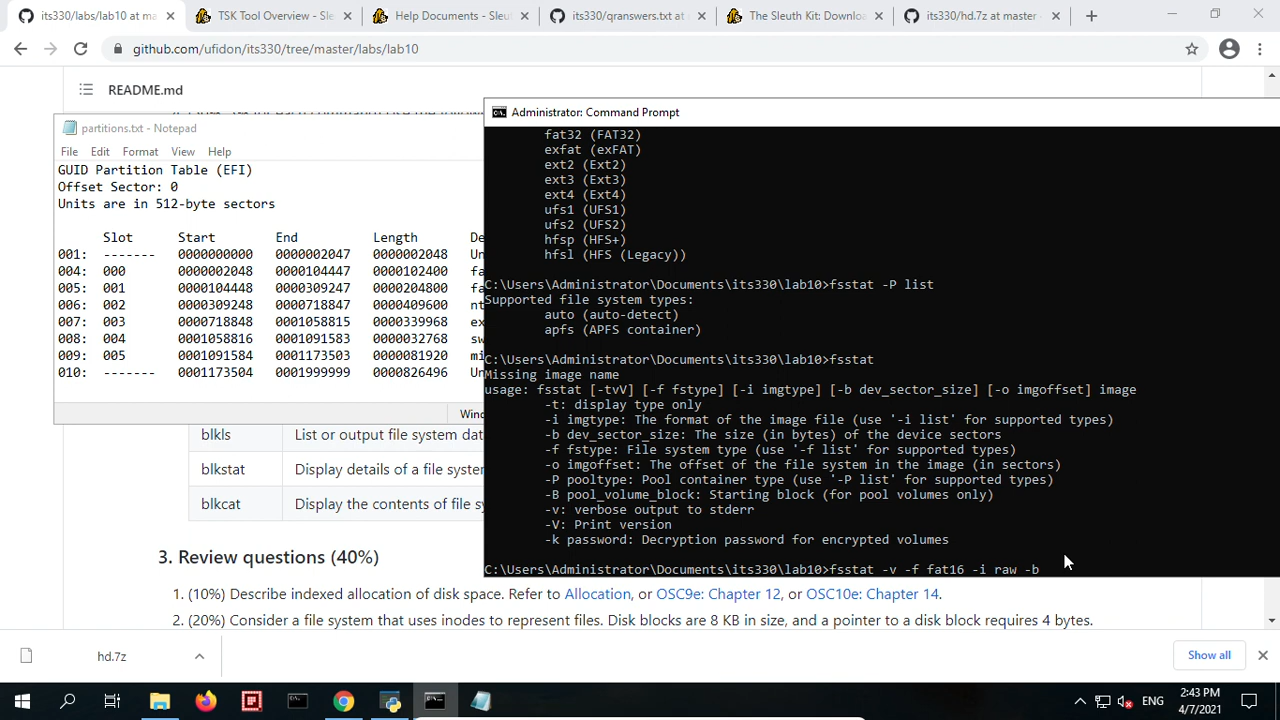 its330/labs/lab10 at ma
TSK Tool Overview - Sle
Help Documents - Sleuth
its330/qranswers.txt at
The Sleuth Kit: Downloa
its330/hd.7z at master
github.com/ufidon/its330/tree/master/labs/lab10
README.md
partitions.txt - Notepad
File Edit Format View Help
GUID Partition Table (EFI)
Offset Sector: 0
Units are in 512-byte sectors
Slot Start End Length De
001: ------- 0000000000 0000002047 0000002048 Un
004: 000 0000002048 0000104447 0000102400 fa
005: 001 0000104448 0000309247 0000204800 fa
006: 002 0000309248 0000718847 0000409600 nt
007: 003 0000718848 0001058815 0000339968 ex
008: 004 0001058816 0001091583 0000032768 sw
009: 005 0001091584 0001173503 0000081920 mi
010: ------- 0001173504 0001999999 0000826496 Un
Wind
Administrator: Command Prompt
fat32 (FAT32)
exfat (exFAT)
ext2 (Ext2)
ext3 (Ext3)
ext4 (Ext4)
ufs1 (UFS1)
ufs2 (UFS2)
hfsp (HFS+)
hfsl (HFS (Legacy))
C:\Users\Administrator\Documents\its330\lab10>fsstat -P list
Supported file system types:
auto (auto-detect)
apfs (APFS container)
C:\Users\Administrator\Documents\its330\lab10>fsstat
Missing image name
usage: fsstat [-tvV] [-f fstype] [-i imgtype] [-b dev_sector_size] [-o imgoffset] image
-t: display type only
-i imgtype: The format of the image file (use '-i list' for supported types)
-b dev_sector_size: The size (in bytes) of the device sectors
-f fstype: File system type (use '-f list' for supported types)
-o imgoffset: The offset of the file system in the image (in sectors)
-P pooltype: Pool container type (use '-P list' for supported types)
-B pool_volume_block: Starting block (for pool volumes only)
-v: verbose output to stderr
-V: Print version
-k password: Decryption password for encrypted volumes
C:\Users\Administrator\Documents\its330\lab10>fsstat -v -f fat16 -i raw -b
blkls List or output file system dat
blkstat Display details of a file syste
blkcat Display the contents of file sy
3. Review questions (40%)
1. (10%) Describe indexed allocation of disk space. Refer to Allocation, or OSC9e: Chapter 12, or OSC10e: Chapter 14.
2. (20%) Consider a file system that uses inodes to represent files. Disk blocks are 8 KB in size, and a pointer to a disk block requires 4 bytes.
hd.7z
Show all
ENG
2:43 PM
4/7/2021